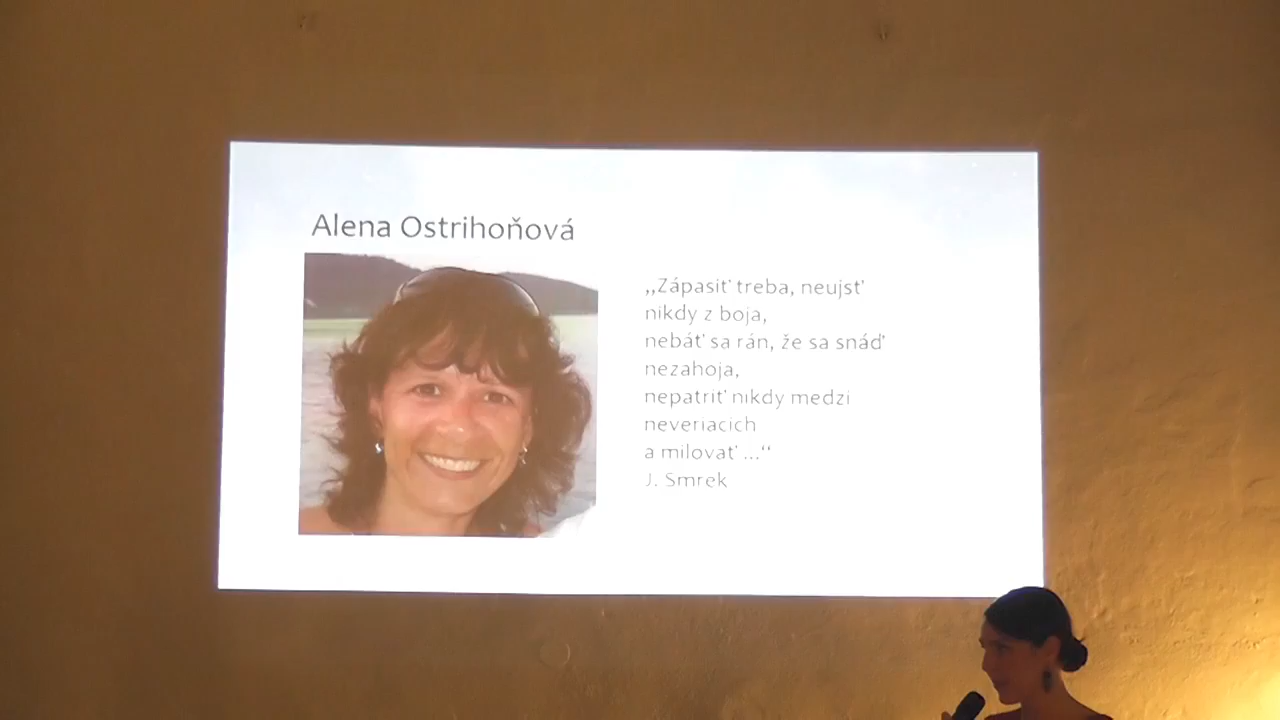 Alena Ostrihoňová
,,Zápasiť treba, neujsť
nikdy z boja,
nebáť sa rán, že sa snáď
nezahoja,
nepatriť nikdy medzi
neveriacich
a milovať ...“
J. Smrek